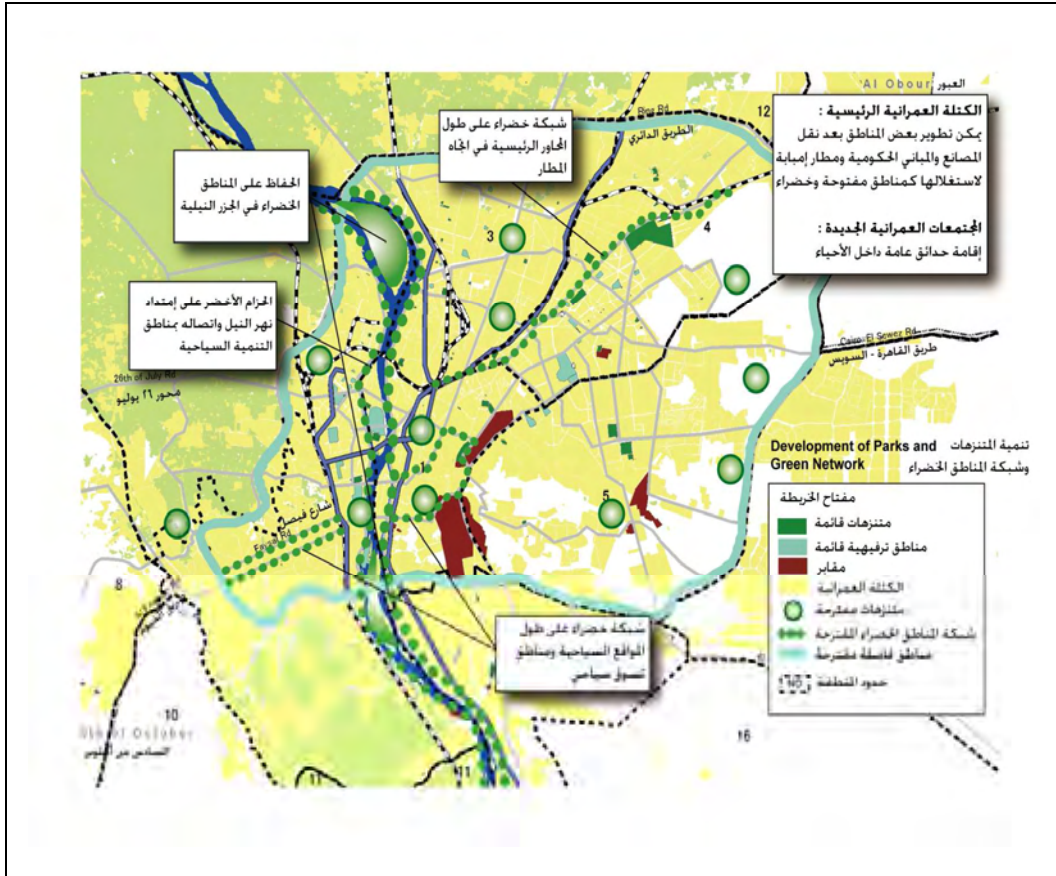 Al Obour العبور
الكتلة العمرانية الرئيسية :
يمكن تطوير بعض المناطق بعد نقل
المصانع والمباني الحكومية ومطار إمبابة
لاستغلالها كمناطق مفتوحة وخضراء
المجتمعات العمرانية الجديدة :
إقامة حدائق عامة داخل الأحياء
12
Ring Rd
الطريق الدائري
شبكة خضراء على طول
المحاور الرئيسية في اتجاه
المطار
الحفاظ على المناطق
الخضراء في الجزر النيلية
3
4
الحزام الأخضر على إمتداد
نهر النيل واتصاله بمناطق
التنمية السياحية
26th of July Rd
محور ٢٦ يوليو
Cairo-El Sewez Rd
طريق القاهرة - السويس
1
5
شارع فيصل
Faisal Rd
Development of Parks and
Green Network
تنمية المتنزهات
وشبكة المناطق الخضراء
مفتاح الخريطة
متنزهات قائمة
مناطق ترفيهية قائمة
مقابر
الكتلة العمرانية
متنزهات مقترحة
شبكة المناطق الخضراء المقترحة
مناطق فاصلة مقترحة
حدود المنطقة
8
شبكة خضراء على طول
المواقع السياحية ومناطق
تسوق سياحي
10
6th of October
السادس من أكتوبر
11
11
16